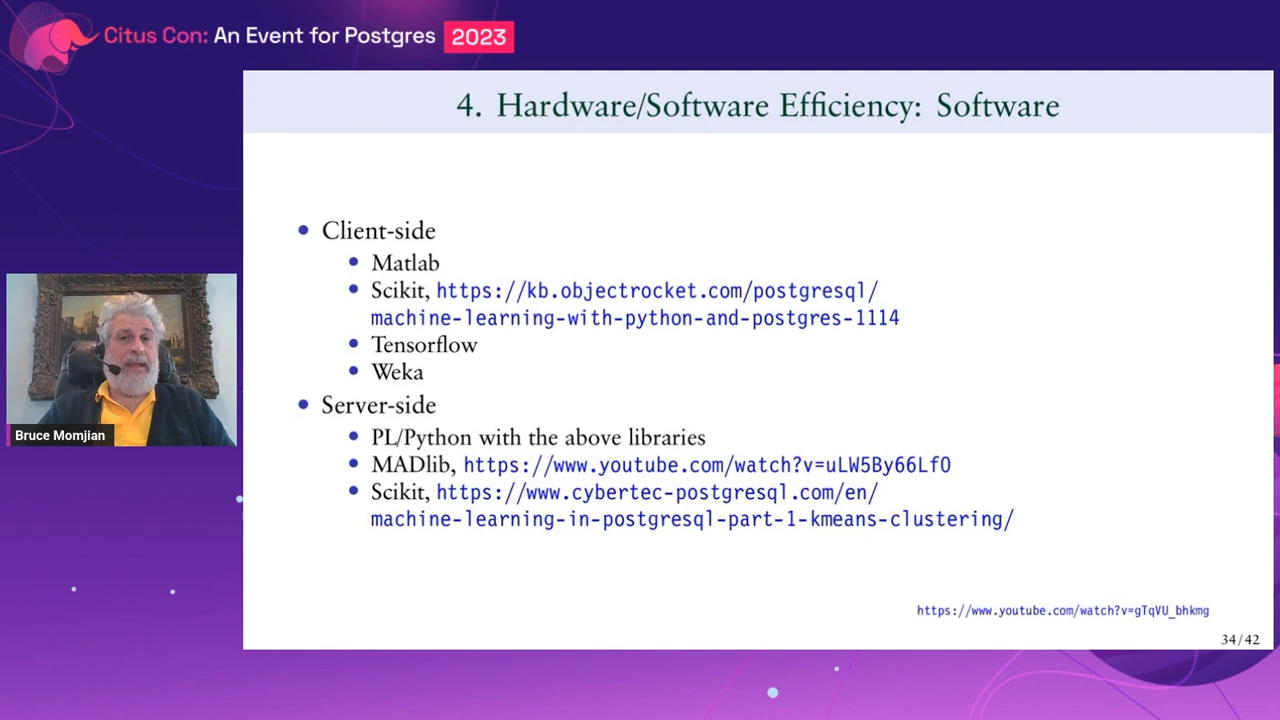 Citus Con: An Event for Postgres 2023
4. Hardware/Software Efficiency: Software
• Client-side
• Matlab
• Scikit, https://kb.objectrocket.com/postgresql/
machine-learning-with-python-and-postgres-1114
• Tensorflow
• Weka
• Server-side
• PL/Python with the above libraries
• MADlib, https://www.youtube.com/watch?v=uLW5By66LfO
• Scikit, https://www.cybertec-postgresql.com/en/
machine-learning-in-postgresql-part-1-kmeans-clustering/
Bruce Momjian
https://www.youtube.com/watch?v=gTqVU_bhkmg
34/42